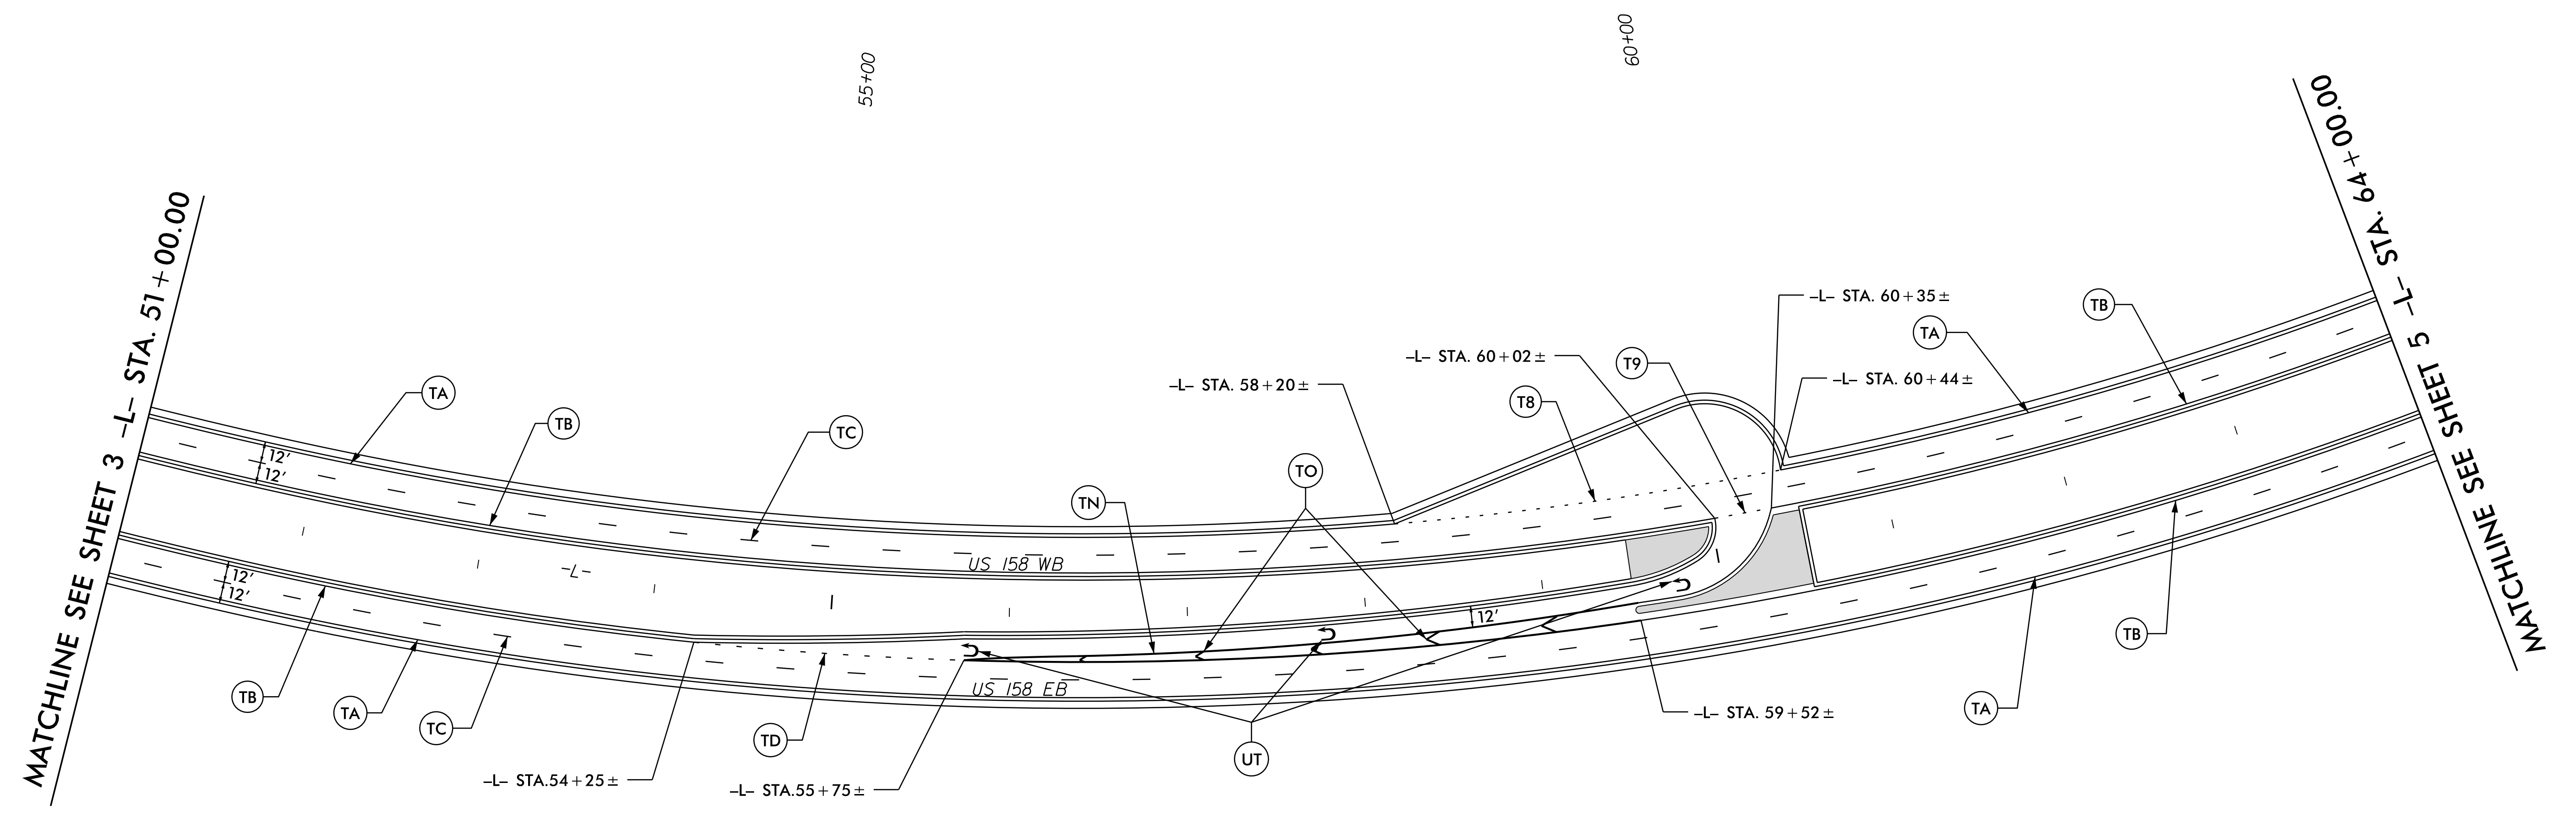 60+00
55+00
MATCHLINE SEE SHEET 3 -L- STA. 51+00.00
MATCHLINE SEE SHEET 5 -L- STA. 64+00.00
-L- STA. 60+35±
TB
TA
-L- STA. 60+02±
T9
-L- STA. 60+44±
-L- STA. 58+20±
T8
TA
TB
TC
12'
12'
TO
TN
US 158 WB
-L-
12'
12'
12'
US 158 EB
TB
TA
TC
TD
UT
-L- STA. 59+52±
TA
TB
-L- STA.54+25±
-L- STA.55+75±